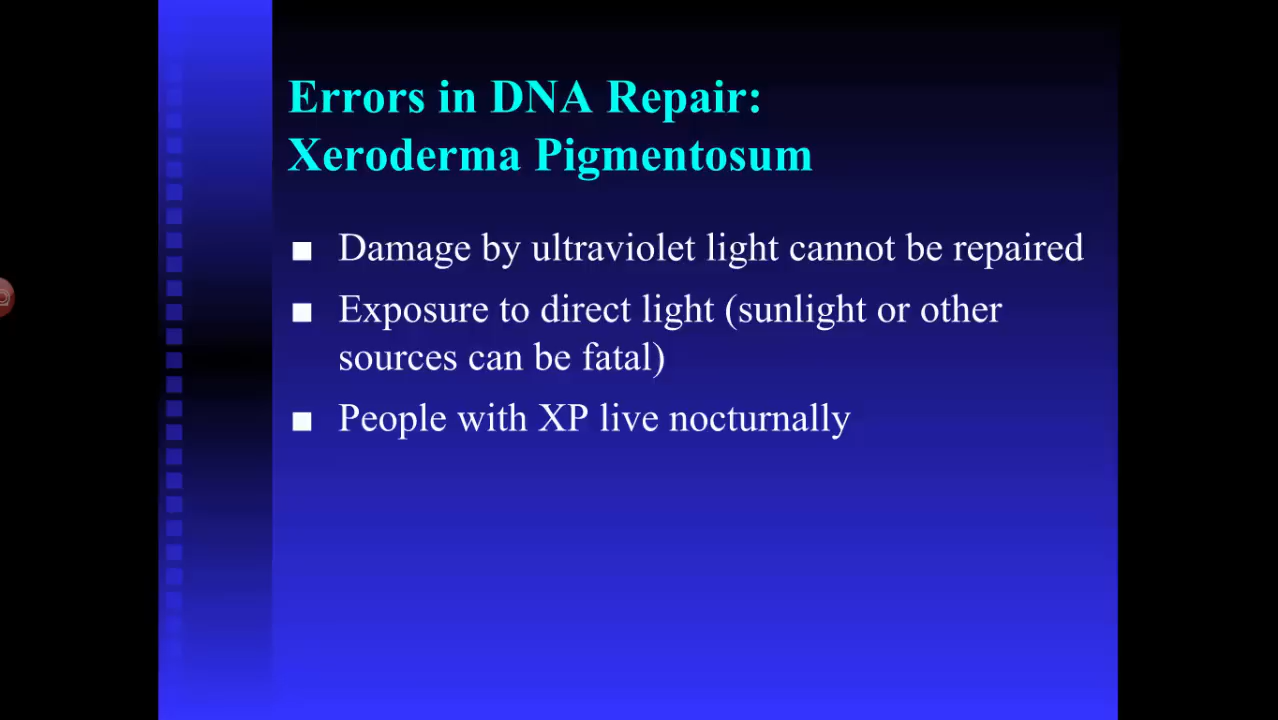 Errors in DNA Repair:
Xeroderma Pigmentosum
■ Damage by ultraviolet light cannot be repaired
■ Exposure to direct light (sunlight or other
sources can be fatal)
■ People with XP live nocturnally